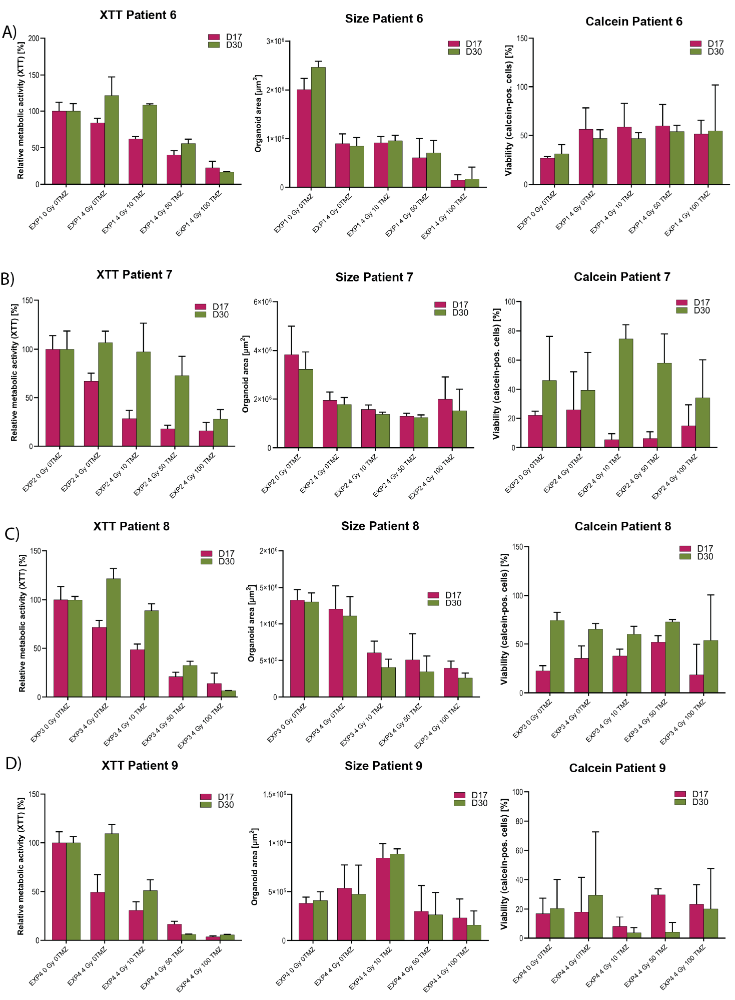 A)
XTT Patient 6
Relative metabolic activity (XTT) [%]
200
150
100
50
0
D17
D30
EXP1 0 Gy 0TMZ
EXP1 4 Gy 0TMZ
EXP1 4 Gy 10 TMZ
EXP1 4 Gy 50 TMZ
EXP1 4 Gy 100 TMZ
Size Patient 6
Organoid area [µm²]
3×10⁶
2×10⁶
1×10⁶
0
D17
D30
EXP1 0 Gy 0TMZ
EXP1 4 Gy 0TMZ
EXP1 4 Gy 10 TMZ
EXP1 4 Gy 50 TMZ
EXP1 4 Gy 100 TMZ
Calcein Patient 6
Viability (calcein-pos. cells) [%]
150
100
50
0
D17
D30
EXP1 0 Gy 0TMZ
EXP1 4 Gy 0TMZ
EXP1 4 Gy 10 TMZ
EXP1 4 Gy 50 TMZ
EXP1 4 Gy 100 TMZ
B)
XTT Patient 7
Relative metabolic activity (XTT) [%]
150
100
50
0
D17
D30
EXP2 0 Gy 0TMZ
EXP2 4 Gy 0TMZ
EXP2 4 Gy 10 TMZ
EXP2 4 Gy 50 TMZ
EXP2 4 Gy 100 TMZ
Size Patient 7
Organoid area [µm²]
6×10⁶
4×10⁶
2×10⁶
0
D17
D30
EXP2 0 Gy 0TMZ
EXP2 4 Gy 0TMZ
EXP2 4 Gy 10 TMZ
EXP2 4 Gy 50 TMZ
EXP2 4 Gy 100 TMZ
Calcein Patient 7
Viability (calcein-pos. cells) [%]
100
80
60
40
20
0
D17
D30
EXP2 0 Gy 0TMZ
EXP2 4 Gy 0TMZ
EXP2 4 Gy 10 TMZ
EXP2 4 Gy 50 TMZ
EXP2 4 Gy 100 TMZ
C)
XTT Patient 8
Relative metabolic activity (XTT) [%]
150
100
50
0
D17
D30
EXP3 0 Gy 0TMZ
EXP3 4 Gy 0TMZ
EXP3 4 Gy 10 TMZ
EXP3 4 Gy 50 TMZ
EXP3 4 Gy 100 TMZ
Size Patient 8
Organoid area [µm²]
2×10⁶
1.5×10⁶
1×10⁶
5×10⁵
0
D17
D30
EXP3 0 Gy 0TMZ
EXP3 4 Gy 0TMZ
EXP3 4 Gy 10 TMZ
EXP3 4 Gy 50 TMZ
EXP3 4 Gy 100 TMZ
Calcein Patient 8
Viability (calcein-pos. cells) [%]
150
100
50
0
D17
D30
EXP3 0 Gy 0TMZ
EXP3 4 Gy 0TMZ
EXP3 4 Gy 10 TMZ
EXP3 4 Gy 50 TMZ
EXP3 4 Gy 100 TMZ
D)
XTT Patient 9
Relative metabolic activity (XTT) [%]
150
100
50
0
D17
D30
EXP4 0 Gy 0TMZ
EXP4 4 Gy 0TMZ
EXP4 4 Gy 10 TMZ
EXP4 4 Gy 50 TMZ
EXP4 4 Gy 100 TMZ
Size Patient 9
Organoid area [µm²]
1.5×10⁶
1×10⁶
5×10⁵
0
D17
D30
EXP4 0 Gy 0TMZ
EXP4 4 Gy 0TMZ
EXP4 4 Gy 10 TMZ
EXP4 4 Gy 50 TMZ
EXP4 4 Gy 100 TMZ
Calcein Patient 9
Viability (calcein-pos. cells) [%]
100
80
60
40
20
0
D17
D30
EXP4 0 Gy 0TMZ
EXP4 4 Gy 0TMZ
EXP4 4 Gy 10 TMZ
EXP4 4 Gy 50 TMZ
EXP4 4 Gy 100 TMZ